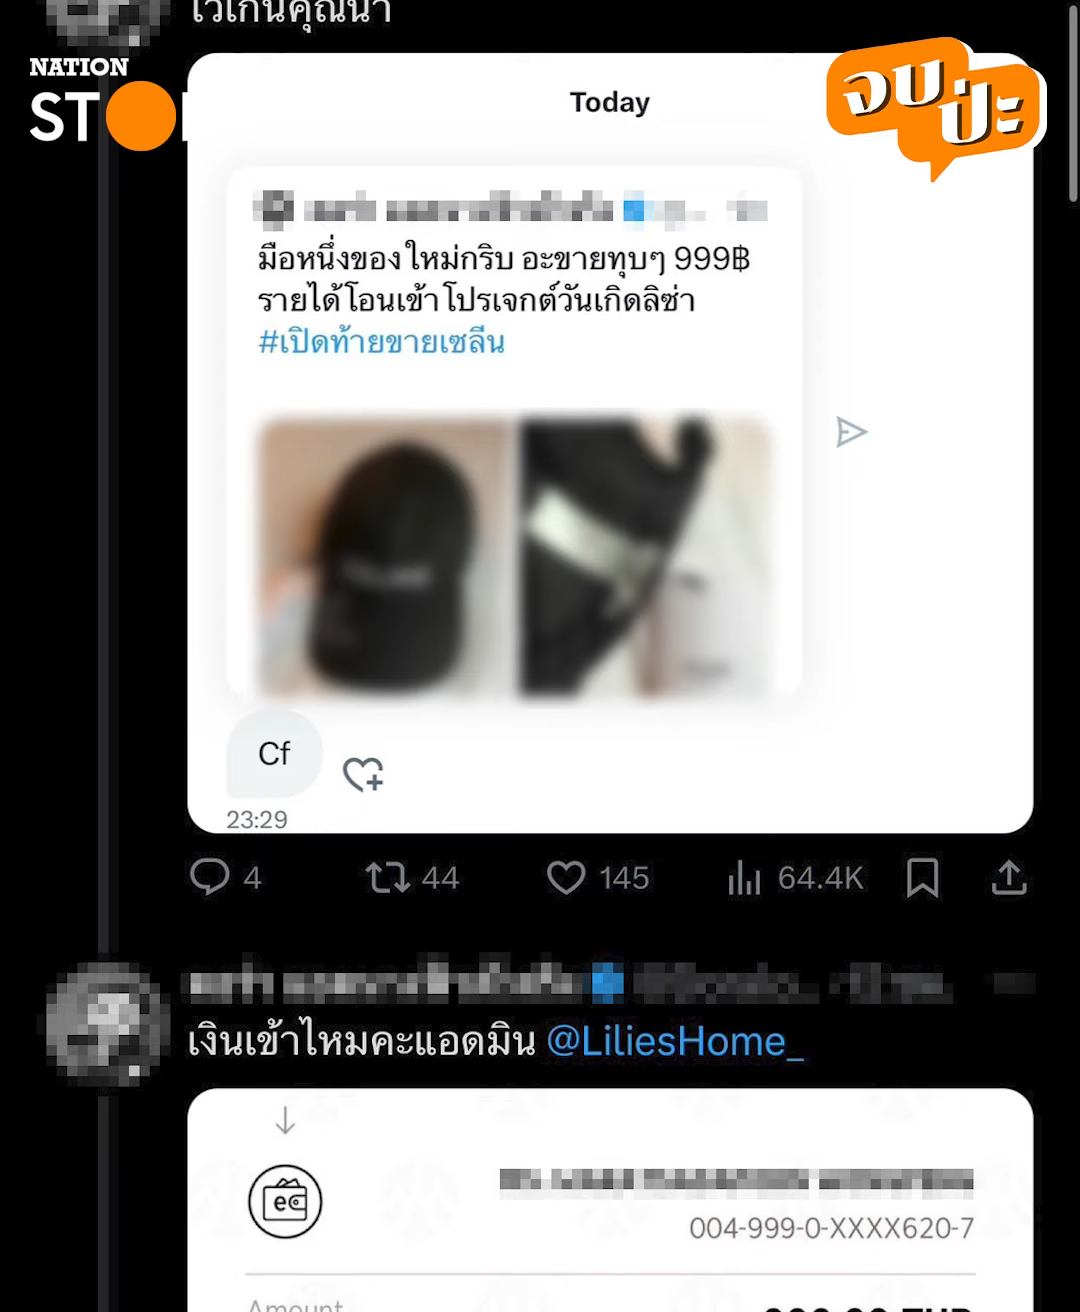 ไวเกินคุณน้า
NATION
ST
จบป่ะ
Today
มือหนึ่งของใหม่กริบ อะขายทุบๆ 999฿
รายได้โอนเข้าโปรเจกต์วันเกิดลิซ่า
#เปิดท้ายขายเซลีน
Cf
23:29
4 44 145 64.4K
เงินเข้าไหมคะแอดมิน @LiliesHome_
004-999-0-XXXX620-7
Amount